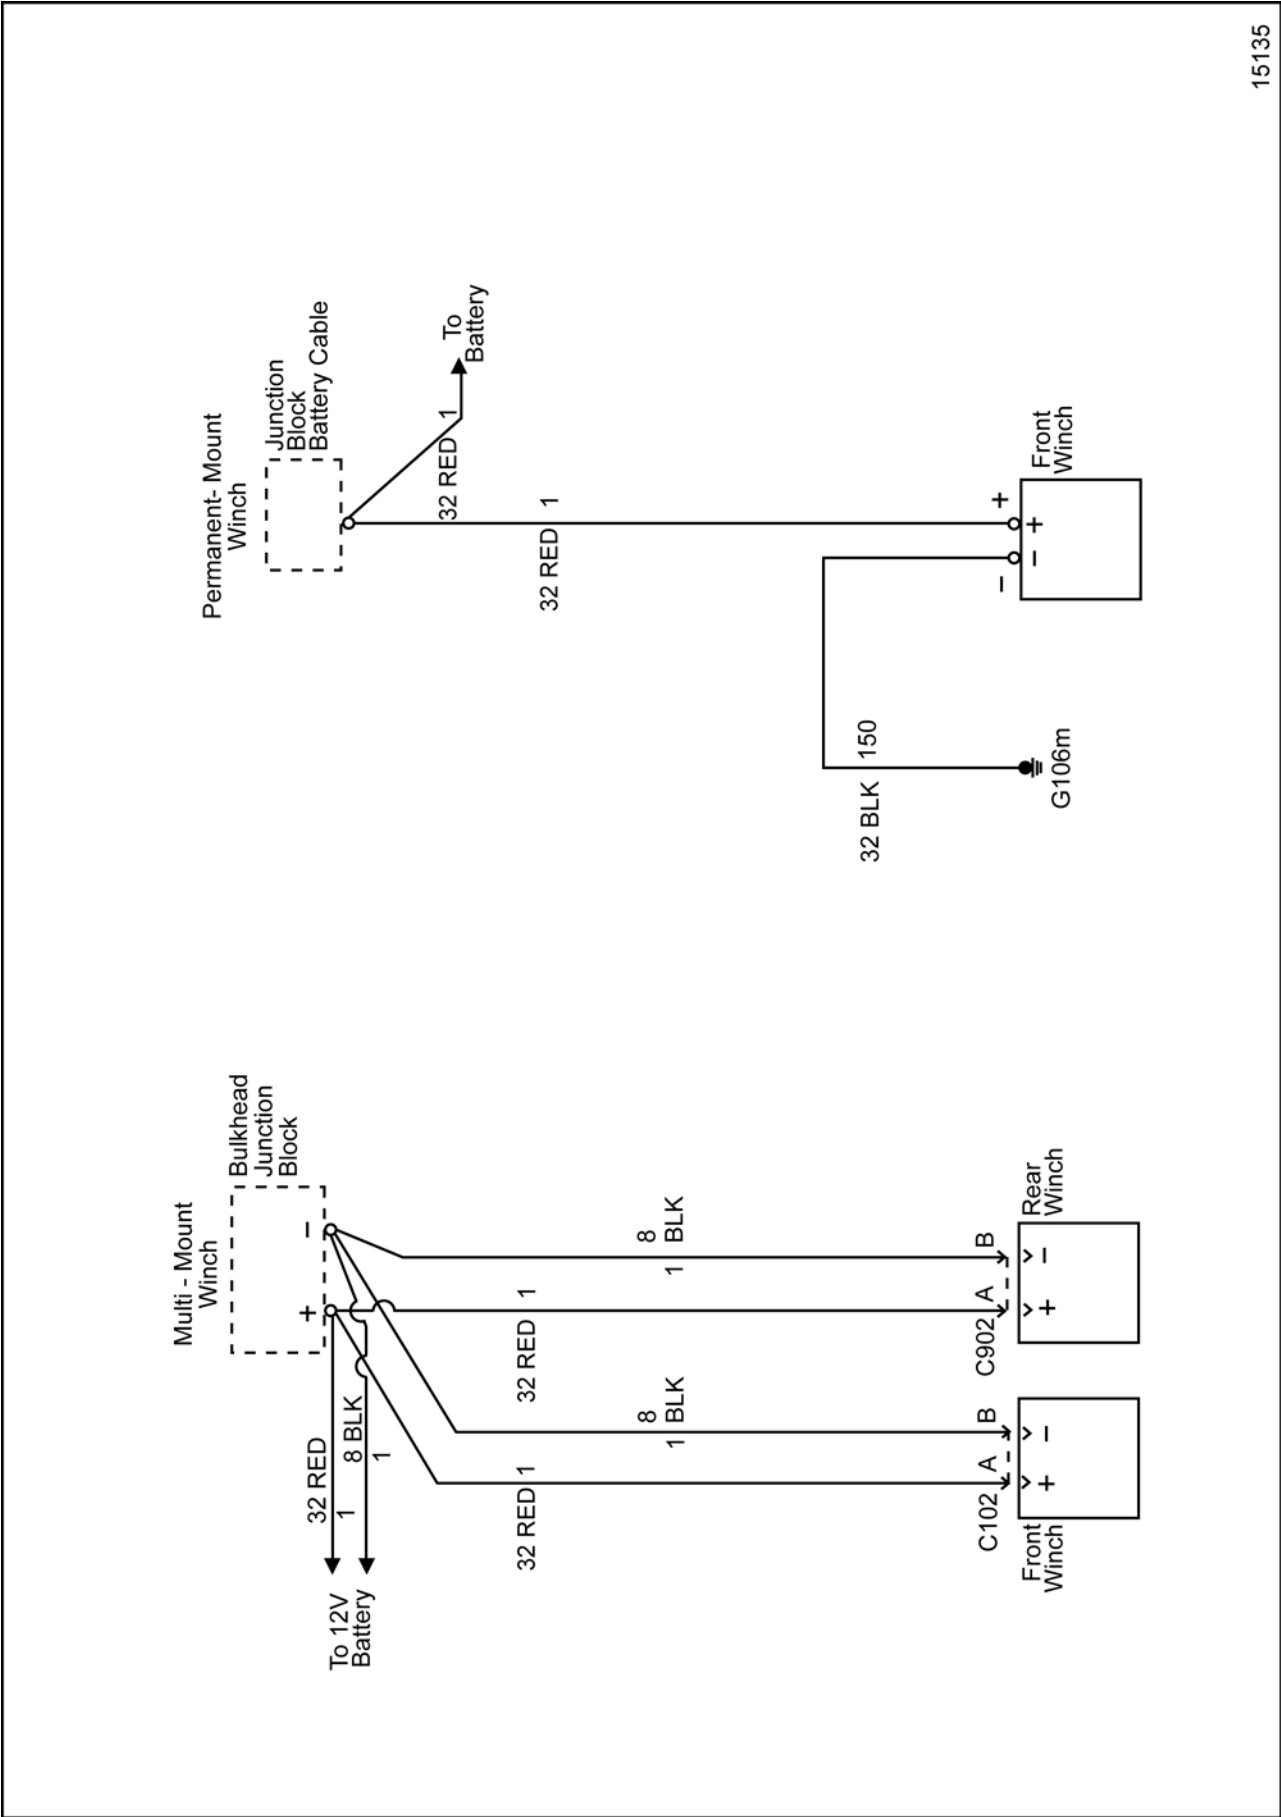 Multi - Mount
Winch
Bulkhead
Junction
Block
+
−
32 RED
1
8 BLK
1
To 12V
Battery
32 RED 1
8
1 BLK
32 RED 1
8
1 BLK
C102 A B
+ −
Front
Winch
C902 A B
+ −
Rear
Winch
Permanent- Mount
Winch
Junction
Block
Battery Cable
32 RED 1
To
Battery
32 RED 1
32 BLK 150
G106m
− +
− +
Front
Winch
15135